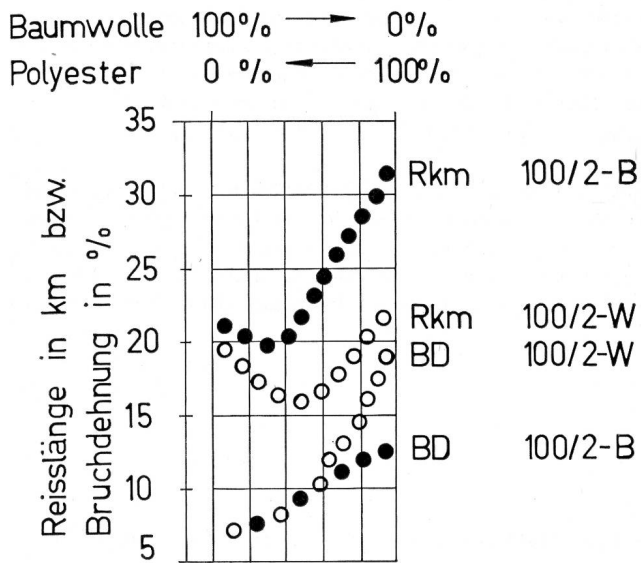 Baumwolle 100% → 0%
Polyester 0 % ← 100%
Reisslänge in km bzw.
Bruchdehnung in %
35
30
25
20
15
10
5
Rkm 100/2-B
Rkm 100/2-W
BD 100/2-W
BD 100/2-B